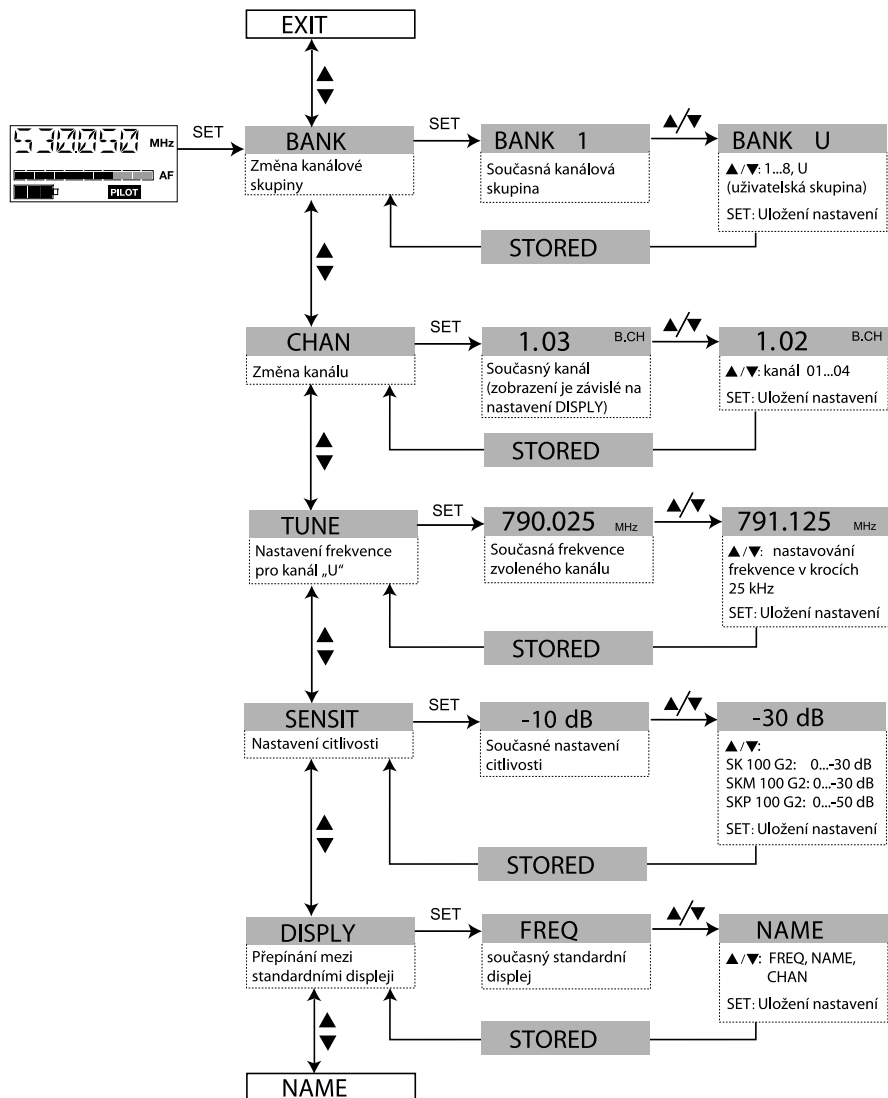 EXIT
▲
▼
530.050 MHz
AF
PILOT
SET
BANK
Změna kanálové
skupiny
SET
BANK 1
Současná kanálová
skupina
▲/▼
BANK U
▲/▼: 1...8, U
(uživatelská skupina)
SET: Uložení nastavení
STORED
▲
▼
CHAN
Změna kanálu
SET
1.03 B.CH
Současný kanál
(zobrazení je závislé na
nastavení DISPLY)
▲/▼
1.02 B.CH
▲/▼: kanál 01...04
SET: Uložení nastavení
STORED
▲
▼
TUNE
Nastavení frekvence
pro kanál „U“
SET
790.025 MHz
Současná frekvence
zvoleného kanálu
▲/▼
791.125 MHz
▲/▼: nastavování
frekvence v krocích
25 kHz
SET: Uložení nastavení
STORED
▲
▼
SENSIT
Nastavení citlivosti
SET
-10 dB
Současné nastavení
citlivosti
▲/▼
-30 dB
▲/▼:
SK 100 G2: 0...-30 dB
SKM 100 G2: 0...-30 dB
SKP 100 G2: 0...-50 dB
SET: Uložení nastavení
STORED
▲
▼
DISPLY
Přepínání mezi
standardními displeji
SET
FREQ
současný standardní
displej
▲/▼
NAME
▲/▼: FREQ, NAME,
CHAN
SET: Uložení nastavení
STORED
▲
▼
NAME